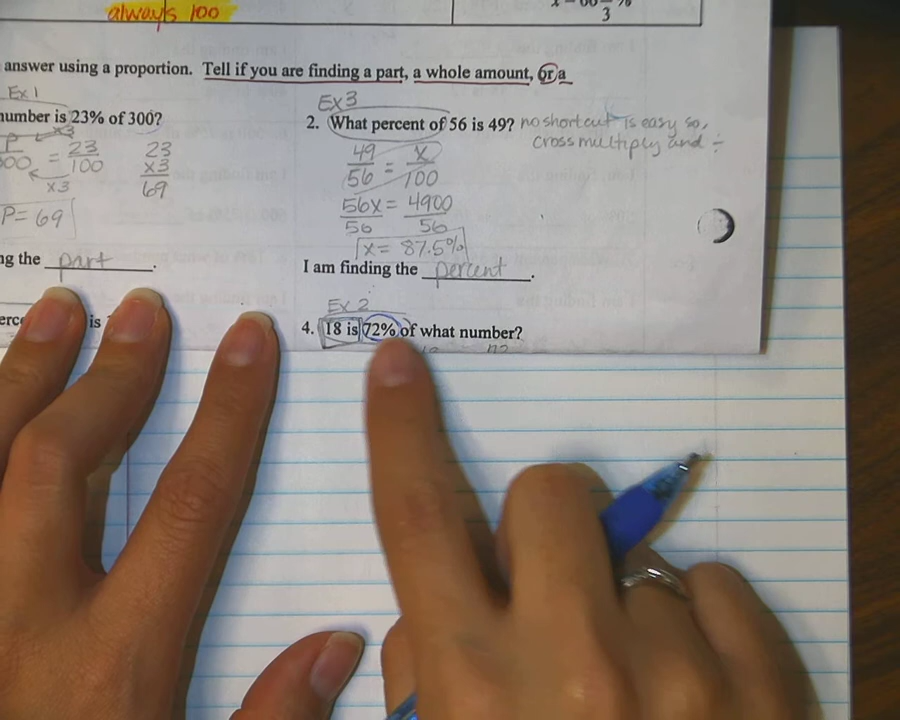 always 100
3
answer using a proportion. Tell if you are finding a part, a whole amount, or a
Ex 1
number is 23% of 300?
P x3
300 = 23/100
x3
23
x3
69
P = 69
part
Ex 3
2. What percent of 56 is 49? no shortcut is easy so,
cross multiply and ÷
49/56 = x/100
56x = 4900
56 56
x = 87.5%
I am finding the percent.
Ex 2
4. 18 is 72% of what number?
is